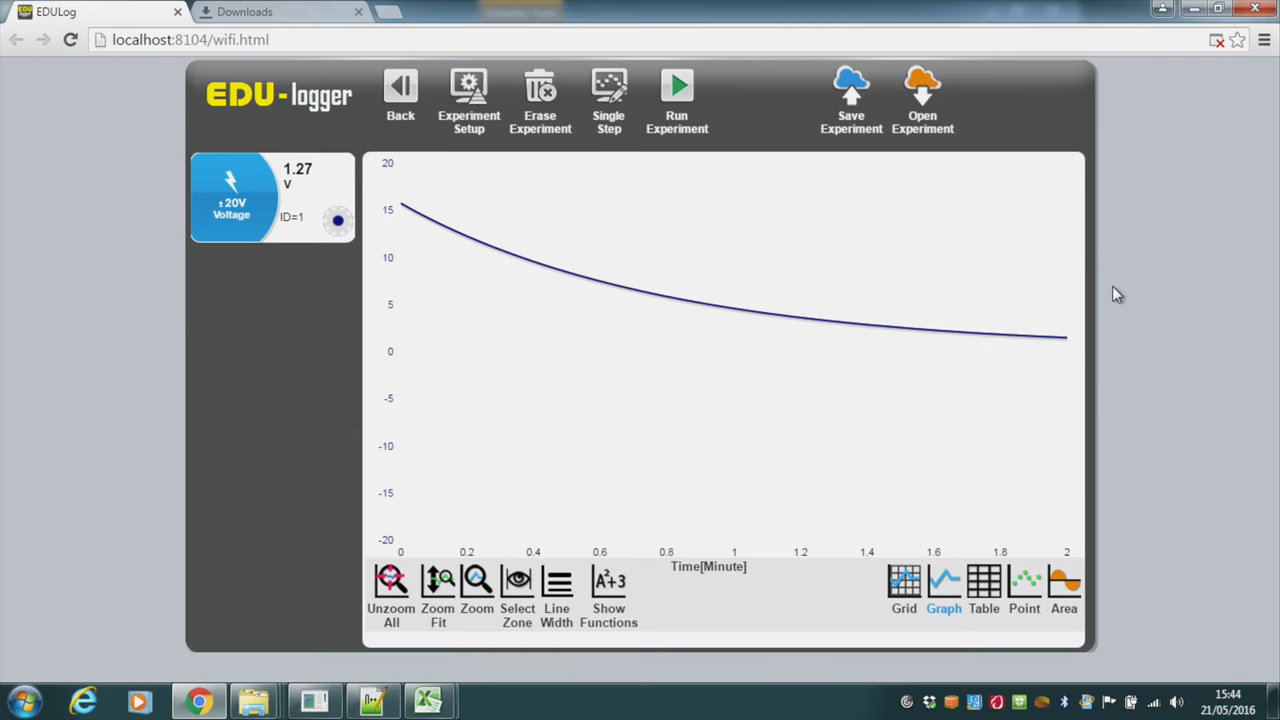 EDULog
Downloads
localhost:8104/wifi.html
EDU-logger
Back
Experiment
Setup
Erase
Experiment
Single
Step
Run
Experiment
Save
Experiment
Open
Experiment
1.27
V
±20V
Voltage
ID=1
20
15
10
5
0
-5
-10
-15
-20
0 0.2 0.4 0.6 0.8 1 1.2 1.4 1.6 1.8 2
Time[Minute]
Unzoom
All
Zoom
Fit
Zoom
Select
Zone
Line
Width
A²+3
Show
Functions
Grid
Graph
Table
Point
Area
15:44
21/05/2016